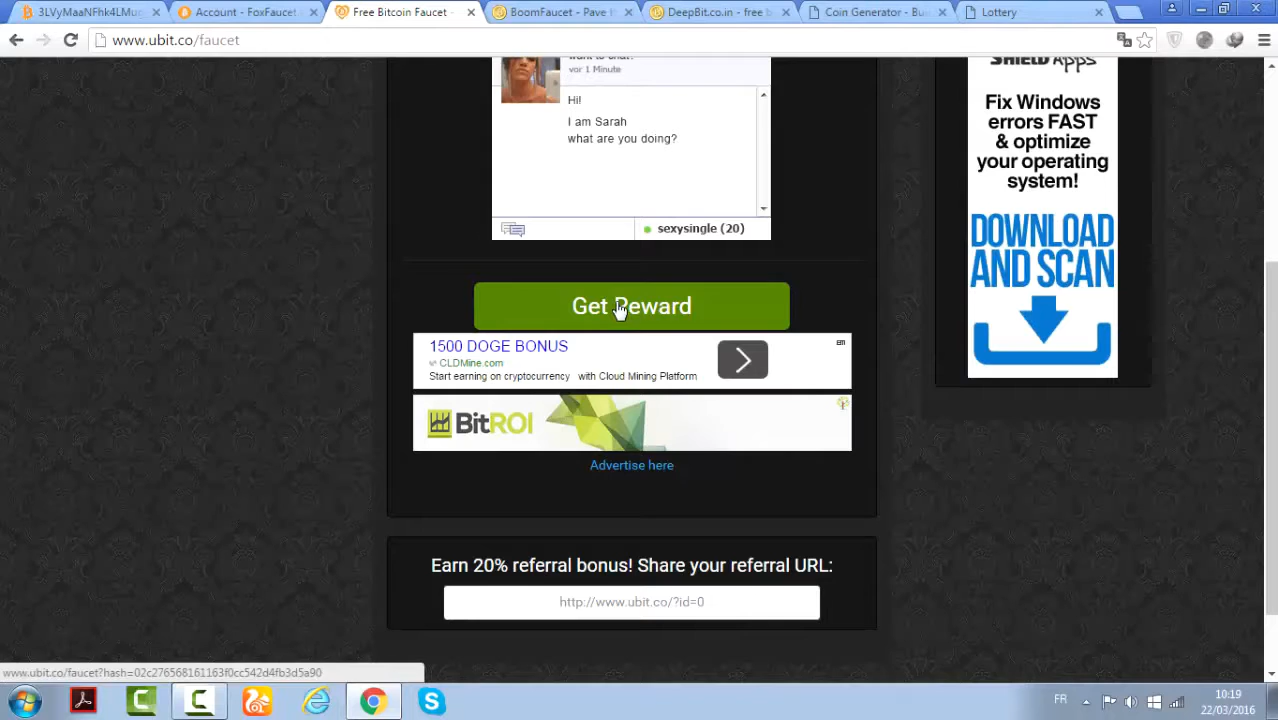 3LVyMaaNFhk4LMuc
Account - FoxFaucet
Free Bitcoin Faucet -
BoomFaucet - Pave
DeepBit.co.in - free b
Coin Generator - Bu
Lottery
www.ubit.co/faucet
vor 1 Minute
Hi!
I am Sarah
what are you doing?
sexysingle (20)
SHIELD Apps
Fix Windows
errors FAST
& optimize
your operating
system!
DOWNLOAD
AND SCAN
Get Reward
1500 DOGE BONUS
CLDMine.com
Start earning on cryptocurrency with Cloud Mining Platform
BitROI
Advertise here
Earn 20% referral bonus! Share your referral URL:
http://www.ubit.co/?id=0
www.ubit.co/faucet?hash=02c276568161163f0cc542d4fb3d5a90
FR
10:19
22/03/2016